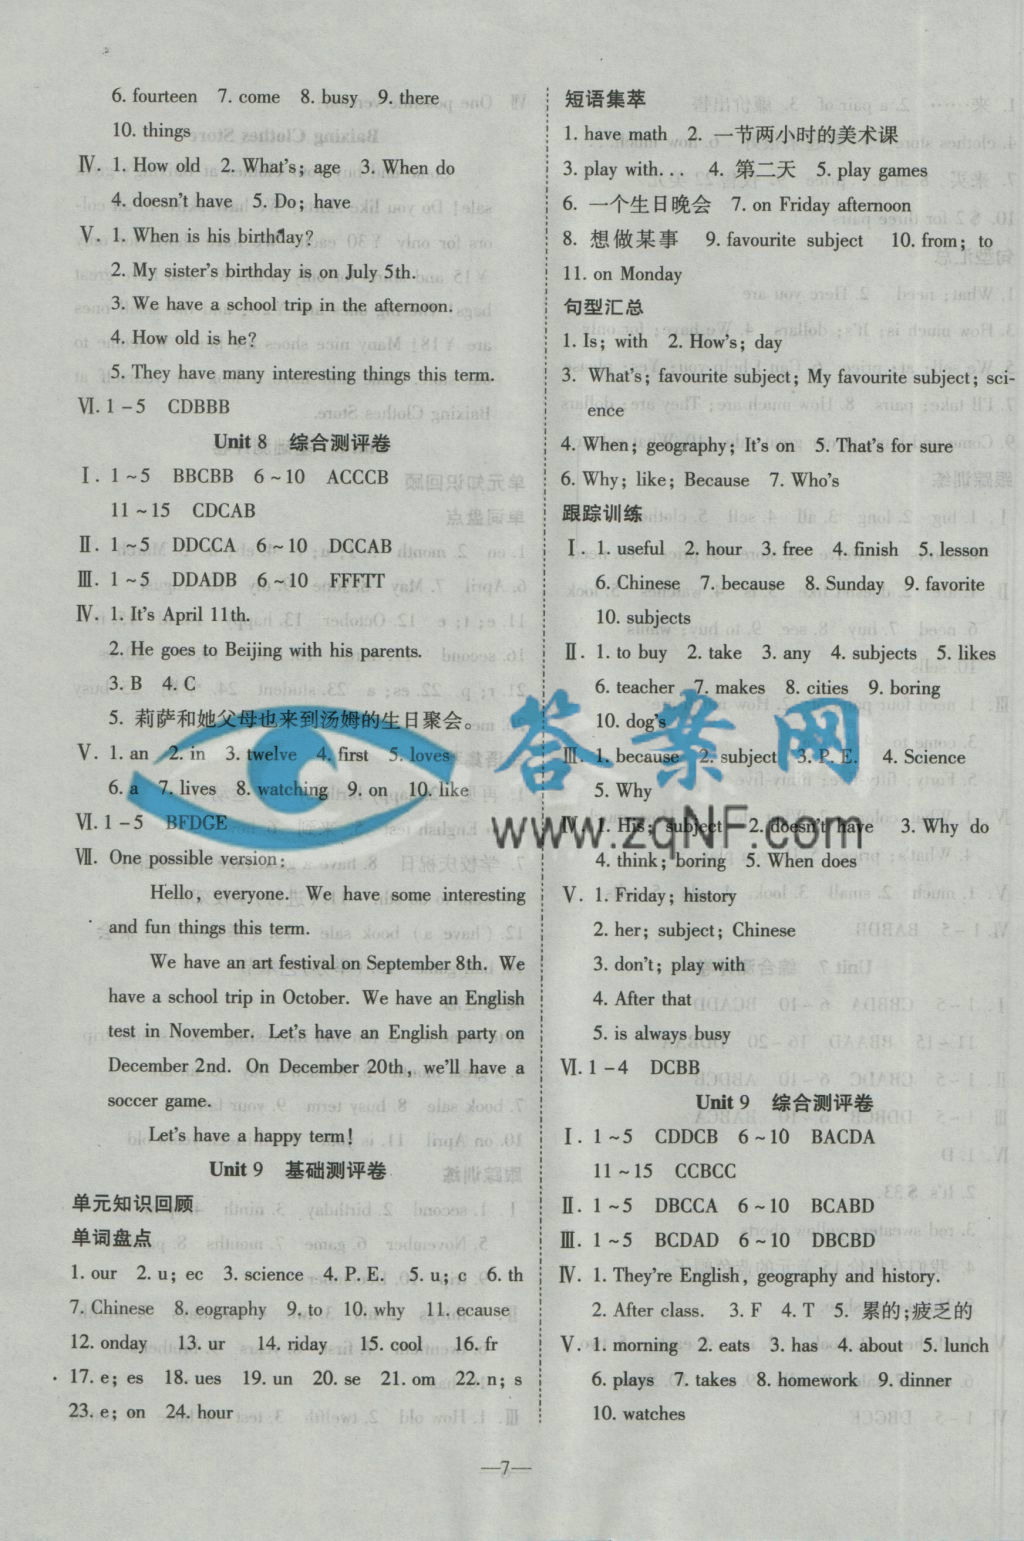 6. fourteen 7. come 8. busy 9. there
10. things
Ⅳ. 1. How old 2. What's; age 3. When do
4. doesn't have 5. Do; have
Ⅴ. 1. When is his birthday?
2. My sister's birthday is on July 5th.
3. We have a school trip in the afternoon.
4. How old is he?
5. They have many interesting things this term.
Ⅵ. 1-5 CDBBB
Unit 8 综合测评卷
Ⅰ. 1~5 BBCBB 6~10 ACCCB
11~15 CDCAB
Ⅱ. 1~5 DDCCA 6~10 DCCAB
Ⅲ. 1~5 DDADB 6~10 FFFTT
Ⅳ. 1. It's April 11th.
2. He goes to Beijing with his parents.
3. B 4. C
5. 莉萨和她父母也来到汤姆的生日聚会。
Ⅴ. 1. an 2. in 3. twelve 4. first 5. loves
6. a 7. lives 8. watching 9. on 10. like
Ⅵ. 1-5 BFDGE
Ⅶ. One possible version:
Hello, everyone. We have some interesting
and fun things this term.
We have an art festival on September 8th. We
have a school trip in October. We have an English
test in November. Let's have an English party on
December 2nd. On December 20th, we'll have a
soccer game.
Let's have a happy term!
Unit 9 基础测评卷
单元知识回顾
单词盘点
1. our 2. u; ec 3. science 4. P. E. 5. u; c 6. th
7. Chinese 8. eography 9. to 10. why 11. ecause
12. onday 13. ur 14. riday 15. cool 16. fr
17. e; es 18. ues 19. un 20. se 21. om 22. n; s
23. e; on 24. hour
短语集萃
1. have math 2. 一节两小时的美术课
3. play with... 4. 第二天 5. play games
6. 一个生日晚会 7. on Friday afternoon
8. 想做某事 9. favourite subject 10. from; to
11. on Monday
句型汇总
1. Is; with 2. How's; day
3. What's; favourite subject; My favourite subject; sci-
ence
4. When; geography; It's on 5. That's for sure
6. Why; like; Because 7. Who's
跟踪训练
Ⅰ. 1. useful 2. hour 3. free 4. finish 5. lesson
6. Chinese 7. because 8. Sunday 9. favorite
10. subjects
Ⅱ. 1. to buy 2. take 3. any 4. subjects 5. likes
6. teacher 7. makes 8. cities 9. boring
10. dog's
Ⅲ. 1. because 2. subject 3. P. E. 4. Science
5. Why
Ⅳ. 1. His; subject 2. doesn't have 3. Why do
4. think; boring 5. When does
Ⅴ. 1. Friday; history
2. her; subject; Chinese
3. don't; play with
4. After that
5. is always busy
Ⅵ. 1-4 DCBB
Unit 9 综合测评卷
Ⅰ. 1~5 CDDCB 6~10 BACDA
11~15 CCBCC
Ⅱ. 1~5 DBCCA 6~10 BCABD
Ⅲ. 1~5 BCDAD 6~10 DBCBD
Ⅳ. 1. They're English, geography and history.
2. After class. 3. F 4. T 5. 累的;疲乏的
Ⅴ. 1. morning 2. eats 3. has 4. about 5. lunch
6. plays 7. takes 8. homework 9. dinner
10. watches
答案网
www.zqNF.com
—7—